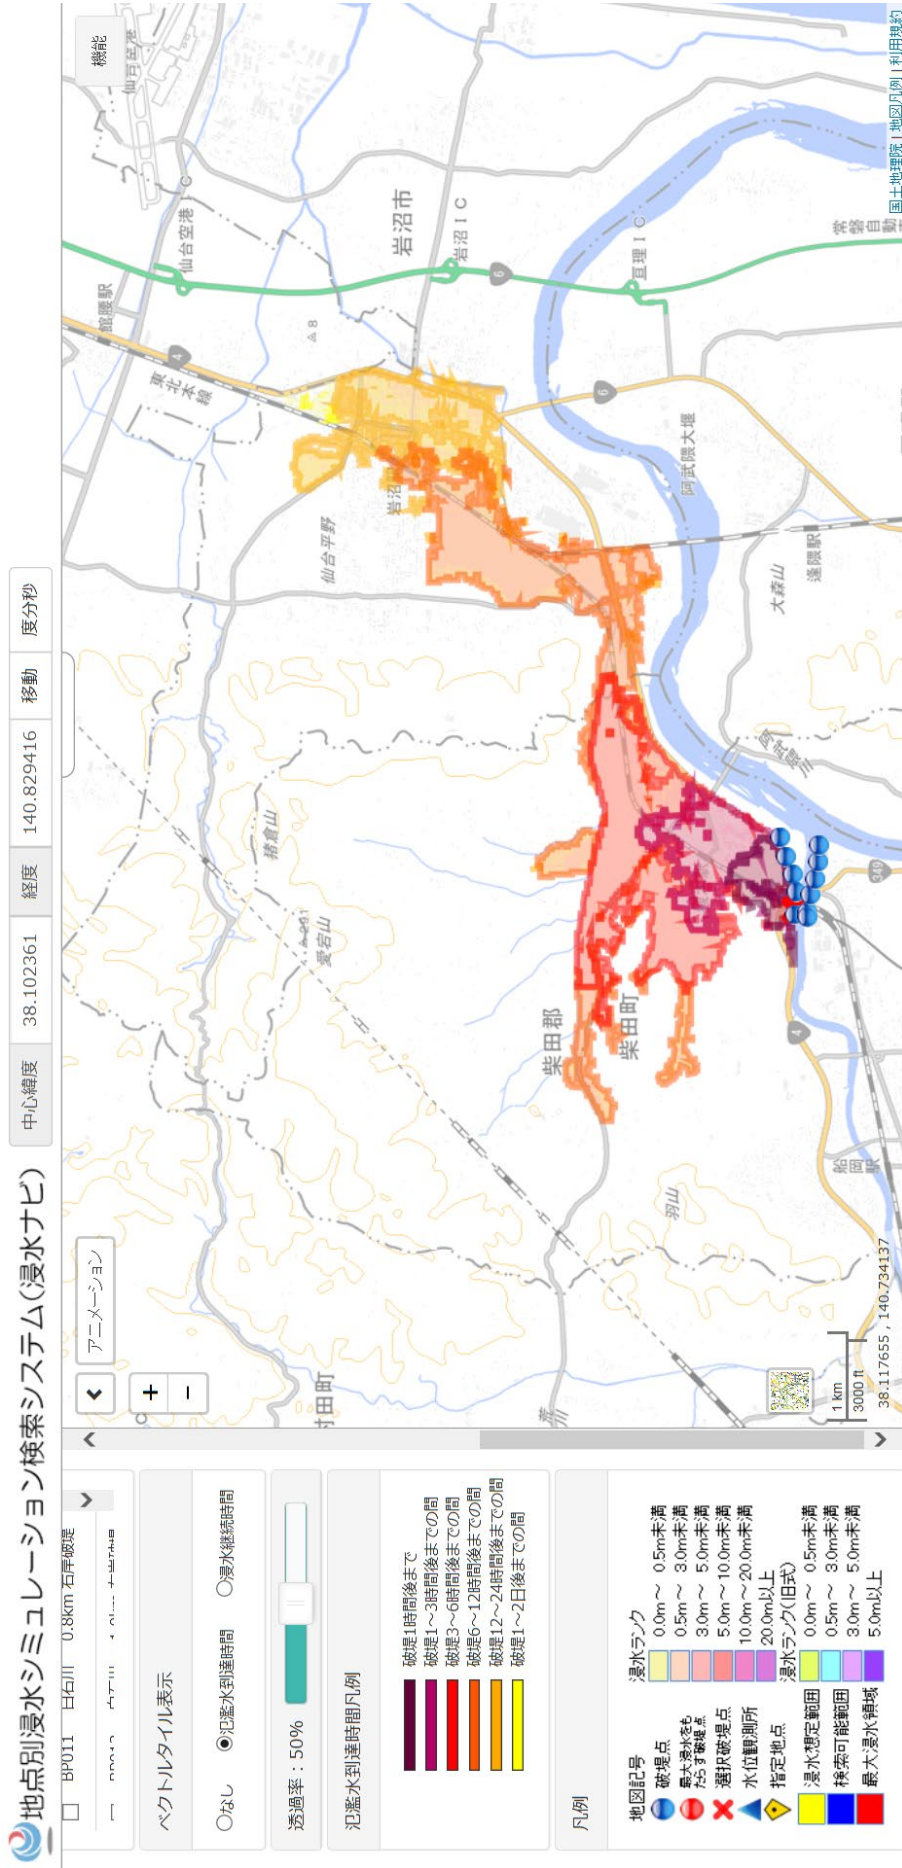 地点別浸水シミュレーション検索システム(浸水ナビ)
中心緯度 38.102361 経度 140.829416 移動 度分秒
BP011 白石川 0.8km 右岸破堤
ベクトルタイル表示
なし 氾濫水到達時間 浸水継続時間
透過率：50%
氾濫水到達時間凡例
破堤1時間後まで
破堤1～3時間後までの間
破堤3～6時間後までの間
破堤6～12時間後までの間
破堤12～24時間後までの間
破堤1～2日後までの間
凡例
地図記号
破堤点
最大浸水をも
たらす破堤点
選択破堤点
水位観測所
指定地点
浸水想定範囲
検索可能範囲
最大浸水領域
浸水ランク
0.0m～ 0.5m未満
0.5m～ 3.0m未満
3.0m～ 5.0m未満
5.0m～10.0m未満
10.0m～20.0m未満
20.0m以上
浸水ランク(旧式)
0.0m～ 0.5m未満
0.5m～ 3.0m未満
3.0m～ 5.0m未満
5.0m以上
アニメーション
+
−
機能
仙台空港
仙台空港IC
館腰駅
東北本線
4
△8
岩沼市
岩沼IC
6
亘理IC
常磐自動
6
仙台平野
岩沼
阿武隈大堰
逢隈駅
大森山
阿武隈川
349
猪倉山
△291
愛宕山
柴田郡
柴田町
4
船岡駅
羽山
村田町
荒川
1 km
3000 ft
38.117655 , 140.734137
国土地理院 | 地図凡例 | 利用規約